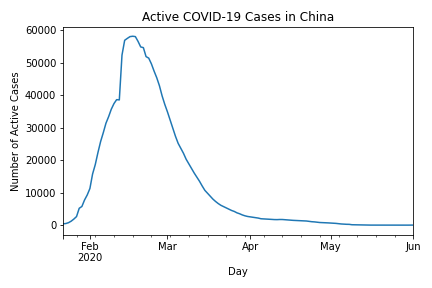 Active COVID-19 Cases in China
Number of Active Cases
60000
50000
40000
30000
20000
10000
0
Feb Mar Apr May Jun
2020
Day